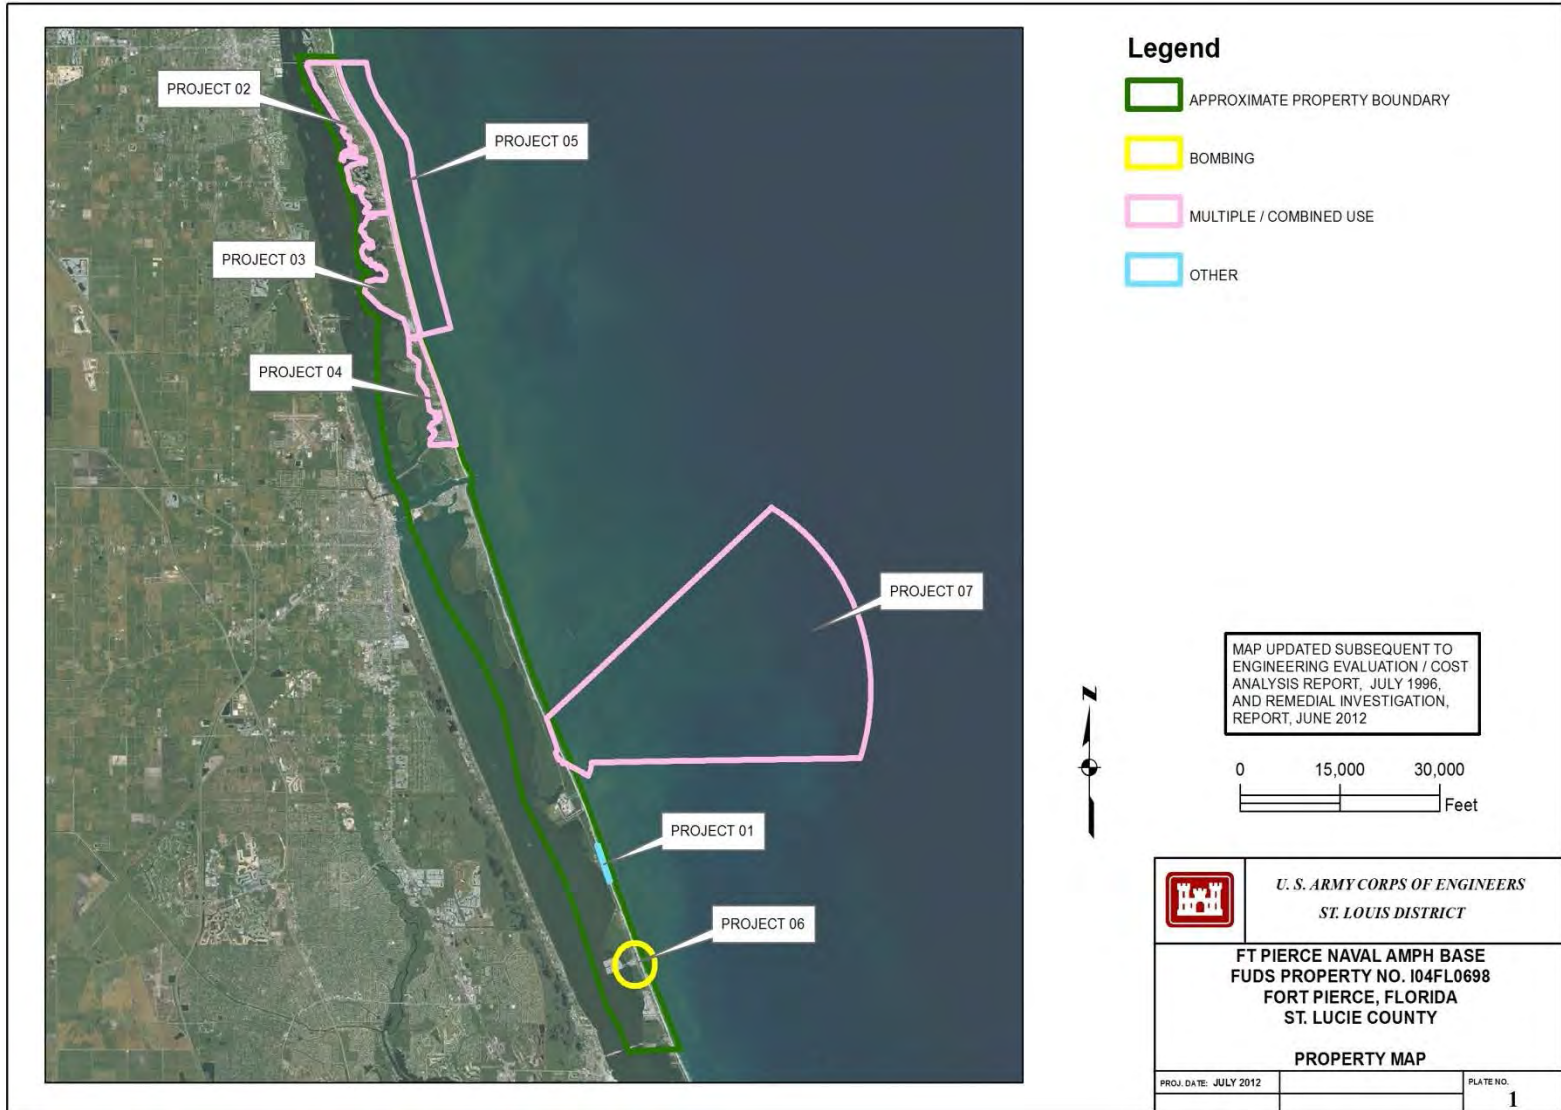 PROJECT 02
PROJECT 05
PROJECT 03
PROJECT 04
PROJECT 07
PROJECT 01
PROJECT 06
Legend
APPROXIMATE PROPERTY BOUNDARY
BOMBING
MULTIPLE / COMBINED USE
OTHER
N
MAP UPDATED SUBSEQUENT TO
ENGINEERING EVALUATION / COST
ANALYSIS REPORT, JULY 1996,
AND REMEDIAL INVESTIGATION,
REPORT, JUNE 2012
0 15,000 30,000
Feet
U. S. ARMY CORPS OF ENGINEERS
ST. LOUIS DISTRICT
FT PIERCE NAVAL AMPH BASE
FUDS PROPERTY NO. I04FL0698
FORT PIERCE, FLORIDA
ST. LUCIE COUNTY
PROPERTY MAP
PROJ. DATE: JULY 2012
PLATE NO.
1